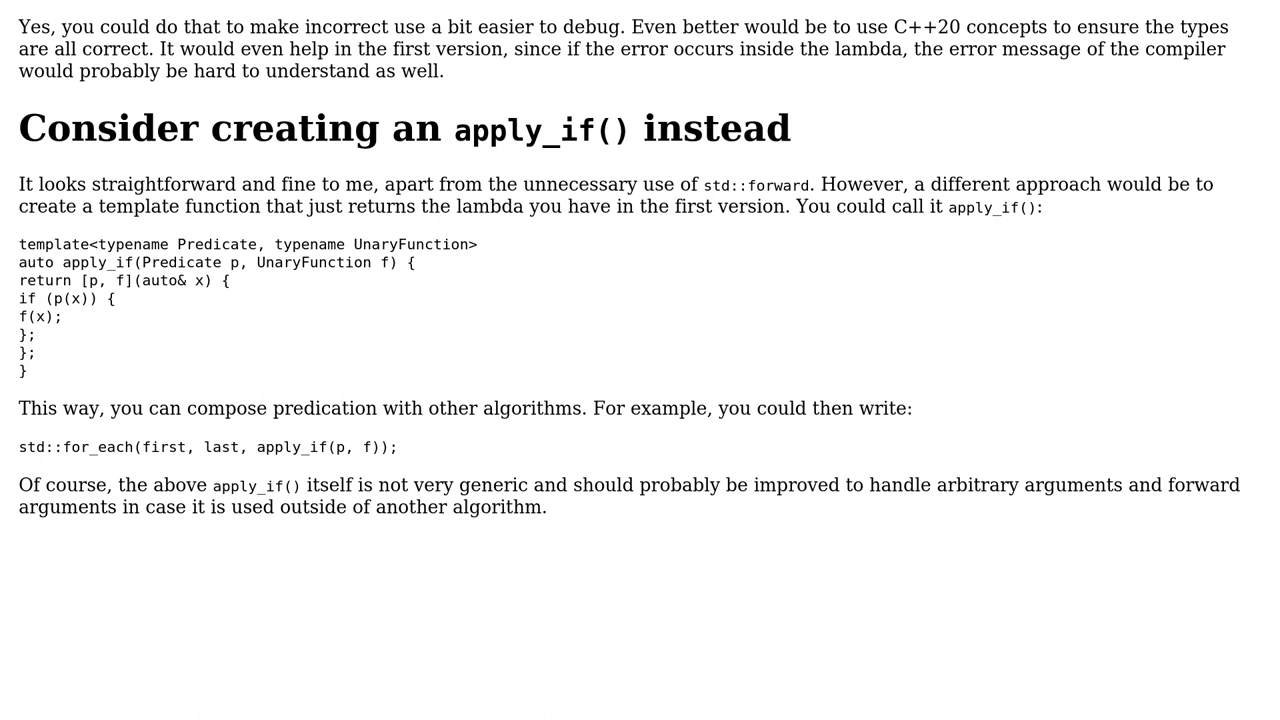 Yes, you could do that to make incorrect use a bit easier to debug. Even better would be to use C++20 concepts to ensure the types
are all correct. It would even help in the first version, since if the error occurs inside the lambda, the error message of the compiler
would probably be hard to understand as well.
Consider creating an apply_if() instead
It looks straightforward and fine to me, apart from the unnecessary use of std::forward. However, a different approach would be to
create a template function that just returns the lambda you have in the first version. You could call it apply_if():
template<typename Predicate, typename UnaryFunction>
auto apply_if(Predicate p, UnaryFunction f) {
return [p, f](auto& x) {
if (p(x)) {
f(x);
};
};
}
This way, you can compose predication with other algorithms. For example, you could then write:
std::for_each(first, last, apply_if(p, f));
Of course, the above apply_if() itself is not very generic and should probably be improved to handle arbitrary arguments and forward
arguments in case it is used outside of another algorithm.